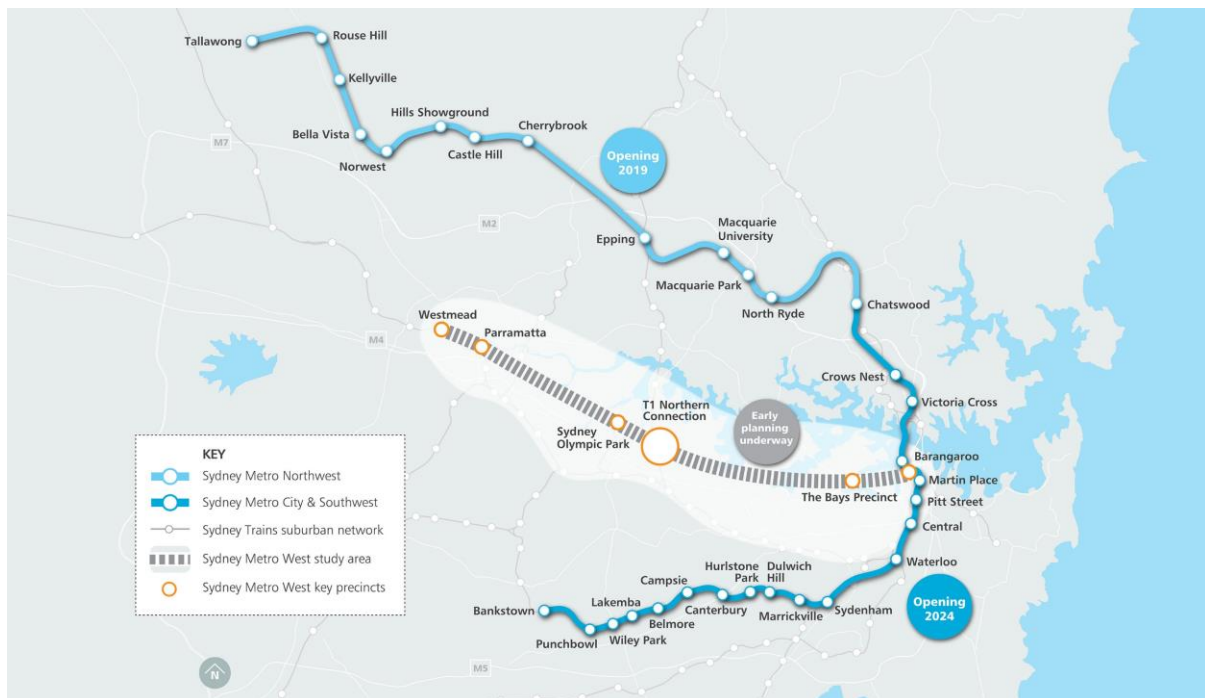 Tallawong
Rouse Hill
Kellyville
Hills Showground
Cherrybrook
Bella Vista
Castle Hill
Norwest
M7
Opening
2019
M2
Epping
Macquarie
University
Macquarie Park
North Ryde
Chatswood
Westmead
Parramatta
M4
Crows Nest
Victoria Cross
T1 Northern
Connection
Sydney
Olympic Park
Early
planning
underway
Barangaroo
Martin Place
The Bays Precinct
Pitt Street
Central
Waterloo
KEY
Sydney Metro Northwest
Sydney Metro City & Southwest
Sydney Trains suburban network
Sydney Metro West study area
Sydney Metro West key precincts
Hurlstone
Park
Dulwich
Hill
Campsie
Lakemba
Bankstown
Canterbury
Belmore
Marrickville
Sydenham
Wiley Park
Punchbowl
Opening
2024
M5
N